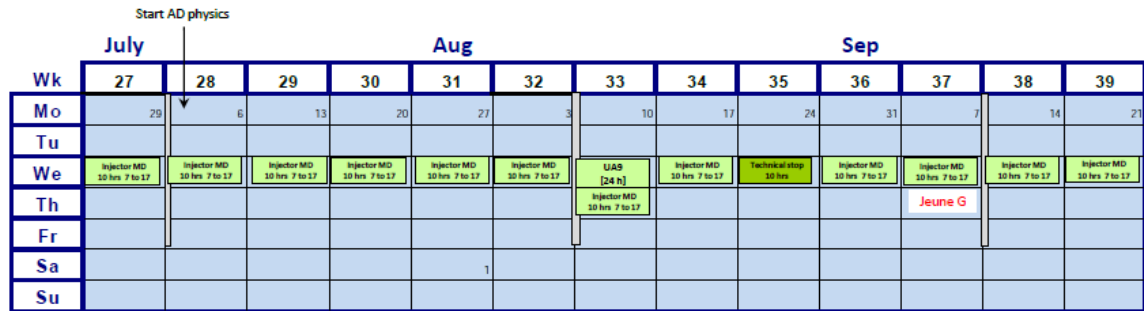 Start AD physics
July Aug Sep
Wk 27 28 29 30 31 32 33 34 35 36 37 38 39
Mo 29 6 13 20 27 3 10 17 24 31 7 14 21
Tu
We Injector MD Injector MD Injector MD Injector MD Injector MD Injector MD UA9 Injector MD Technical stop Injector MD Injector MD Injector MD Injector MD
10 hrs 7 to 17 10 hrs 7 to 17 10 hrs 7 to 17 10 hrs 7 to 17 10 hrs 7 to 17 10 hrs 7 to 17 [24 h] 10 hrs 7 to 17 10 hrs 10 hrs 7 to 17 10 hrs 7 to 17 10 hrs 7 to 17 10 hrs 7 to 17
Th Injector MD Jeune G
10 hrs 7 to 17
Fr
Sa 1
Su